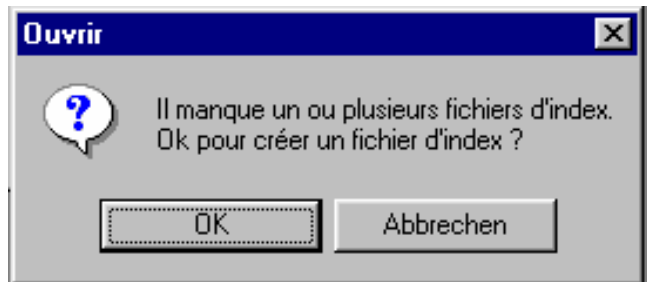 Ouvrir
Il manque un ou plusieurs fichiers d'index.
Ok pour créer un fichier d'index ?
OK
Abbrechen